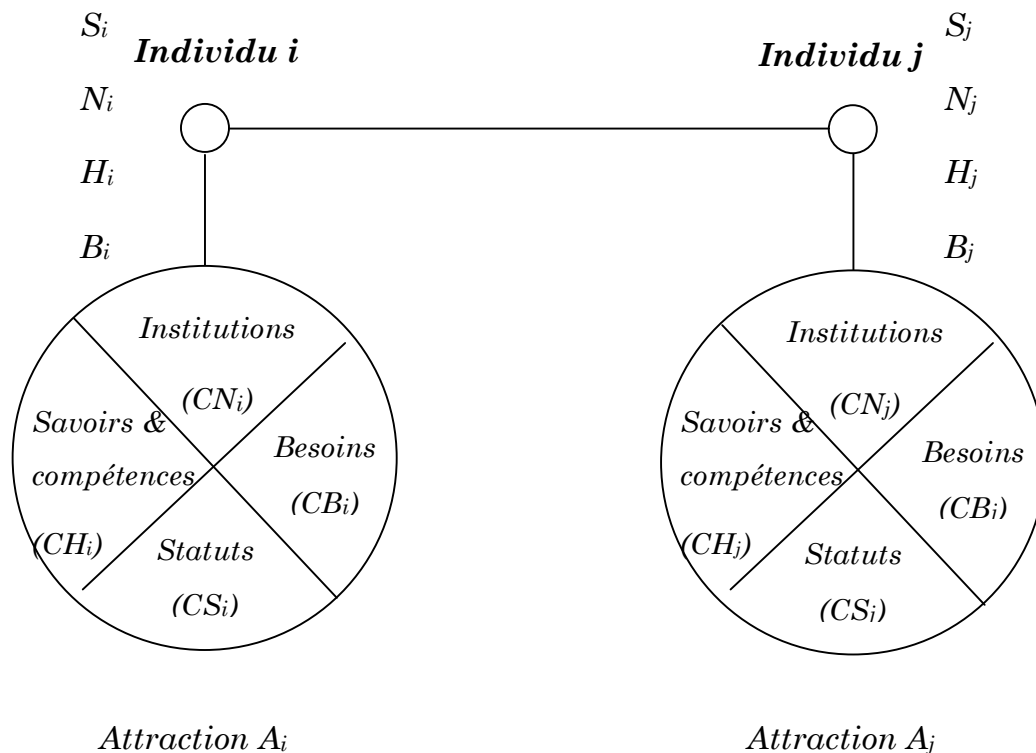 Sᵢ
Individu i
Nᵢ
Hᵢ
Bᵢ
Institutions
(CNᵢ)
Savoirs &
compétences
(CHᵢ)
Besoins
(CBᵢ)
Statuts
(CSᵢ)
Attraction Aᵢ
Sⱼ
Individu j
Nⱼ
Hⱼ
Bⱼ
Institutions
(CNⱼ)
Savoirs &
compétences
(CHⱼ)
Besoins
(CBⱼ)
Statuts
(CSⱼ)
Attraction Aⱼ